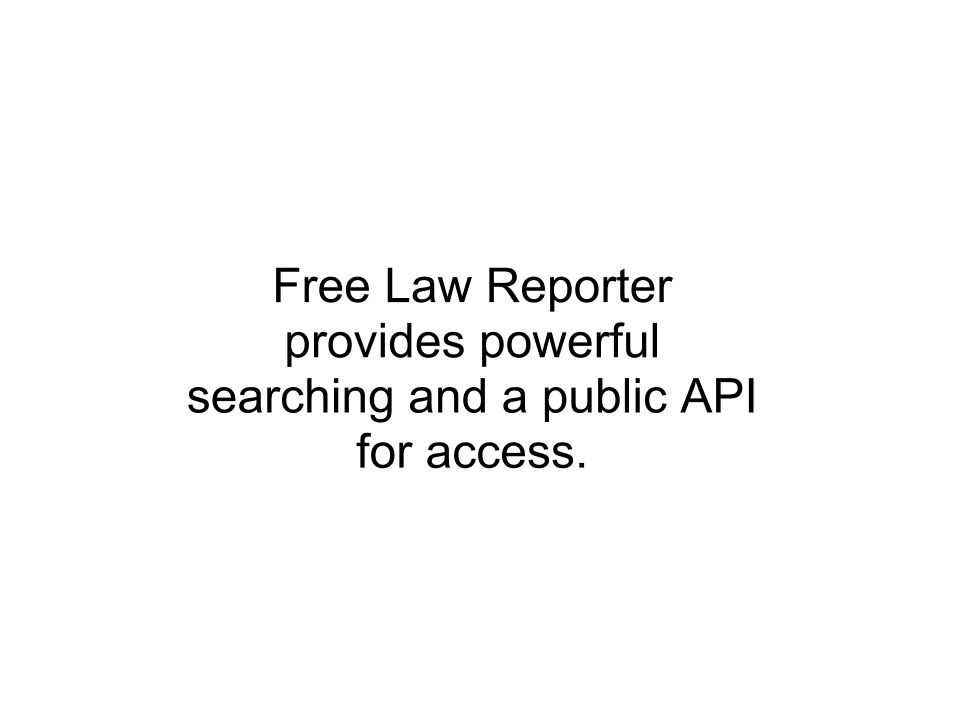 Free Law Reporter
provides powerful
searching and a public API
for access.